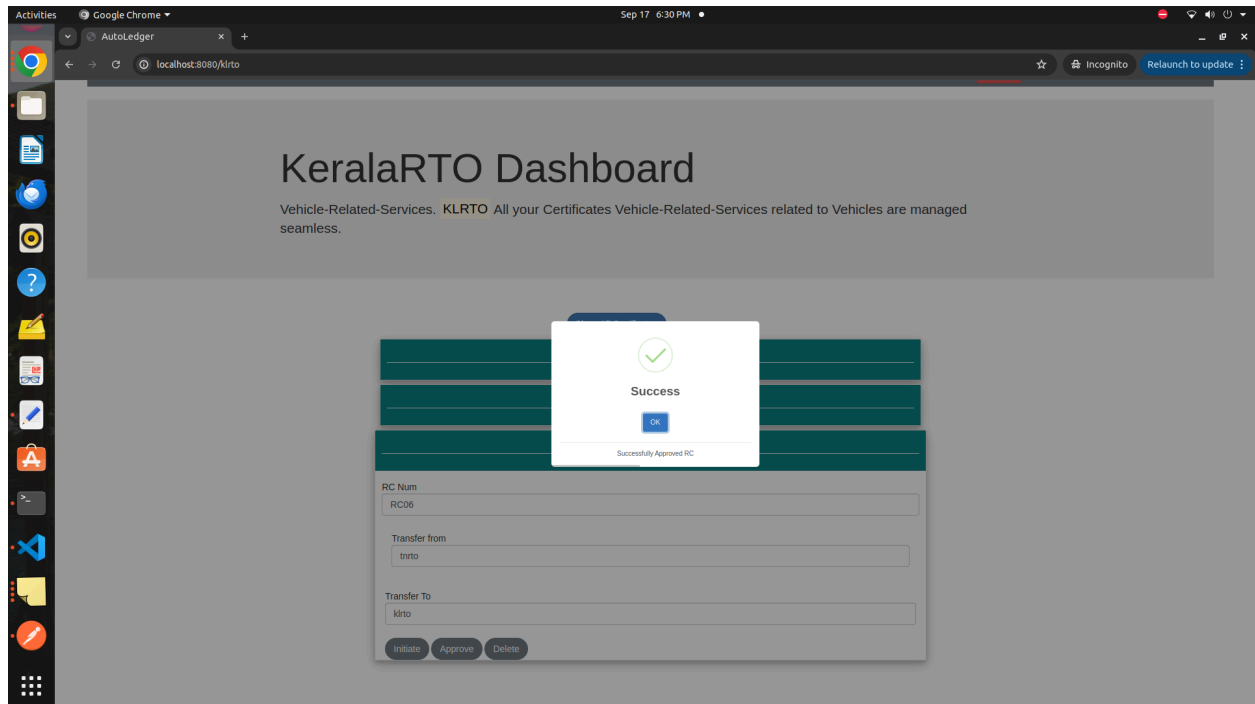 Activities
Google Chrome
Sep 17 6:30 PM
AutoLedger
localhost:8080/klrto
Incognito
Relaunch to update
KeralaRTO Dashboard
Vehicle-Related-Services. KLRTO All your Certificates Vehicle-Related-Services related to Vehicles are managed
seamless.
Success
OK
Successfully Approved RC
RC Num
RC06
Transfer from
tnrto
Transfer To
klrto
Initiate Approve Delete